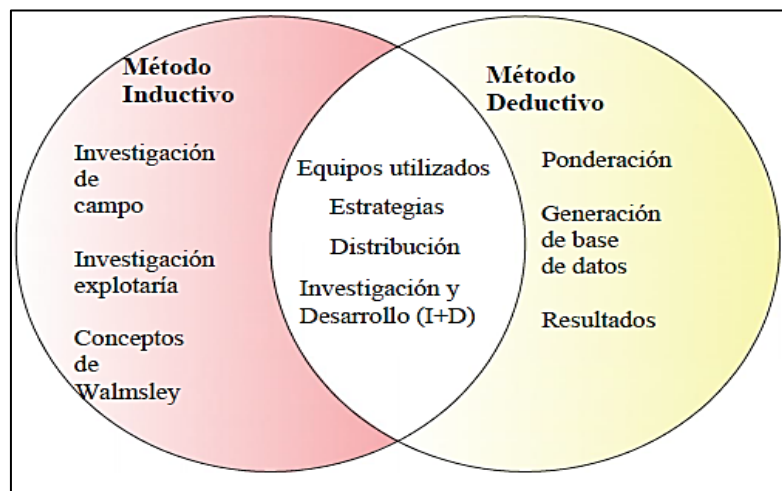 Método
Inductivo
Investigación
de
campo
Investigación
explotaría
Conceptos
de
Walmsley
Equipos utilizados
Estrategias
Distribución
Investigación y
Desarrollo (I+D)
Método
Deductivo
Ponderación
Generación
de base
de datos
Resultados